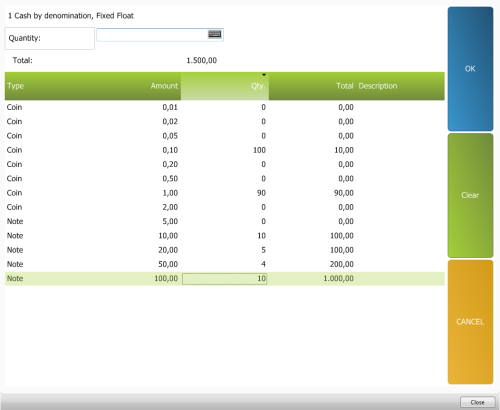 1 Cash by denomination, Fixed Float
Quantity:
Total: 1.500,00
Type Amount Qty. Total Description
Coin 0,01 0 0,00
Coin 0,02 0 0,00
Coin 0,05 0 0,00
Coin 0,10 100 10,00
Coin 0,20 0 0,00
Coin 0,50 0 0,00
Coin 1,00 90 90,00
Coin 2,00 0 0,00
Note 5,00 0 0,00
Note 10,00 10 100,00
Note 20,00 5 100,00
Note 50,00 4 200,00
Note 100,00 10 1.000,00
OK
Clear
CANCEL
Close